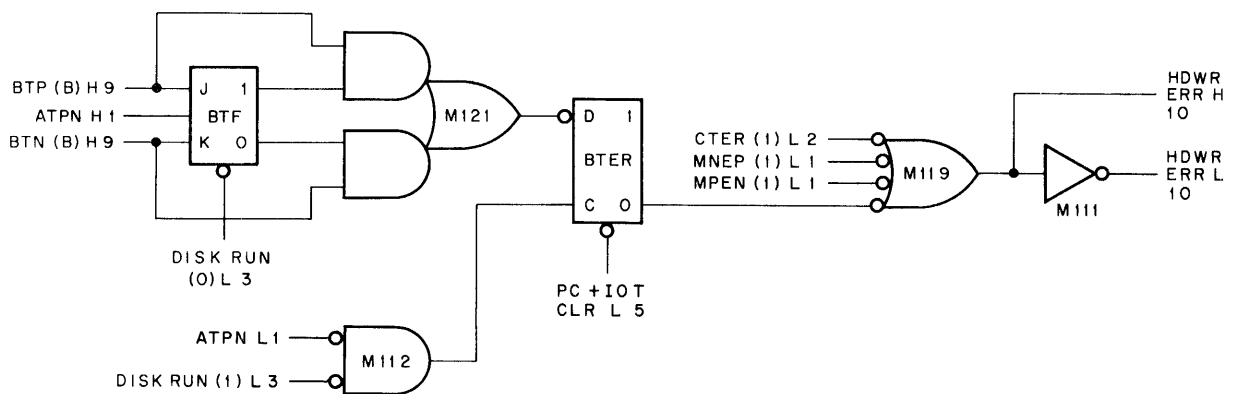 BTP (B) H 9
ATPN H 1
BTN (B) H 9
J 1
BTF
K 0
DISK RUN
(0) L 3
M121
D 1
BTER
C 0
PC + IOT
CLR L 5
ATPN L 1
DISK RUN (1) L 3
M112
CTER (1) L 2
MNEP (1) L 1
MPEN (1) L 1
M119
M111
HDWR
ERR H
10
HDWR
ERR L
10